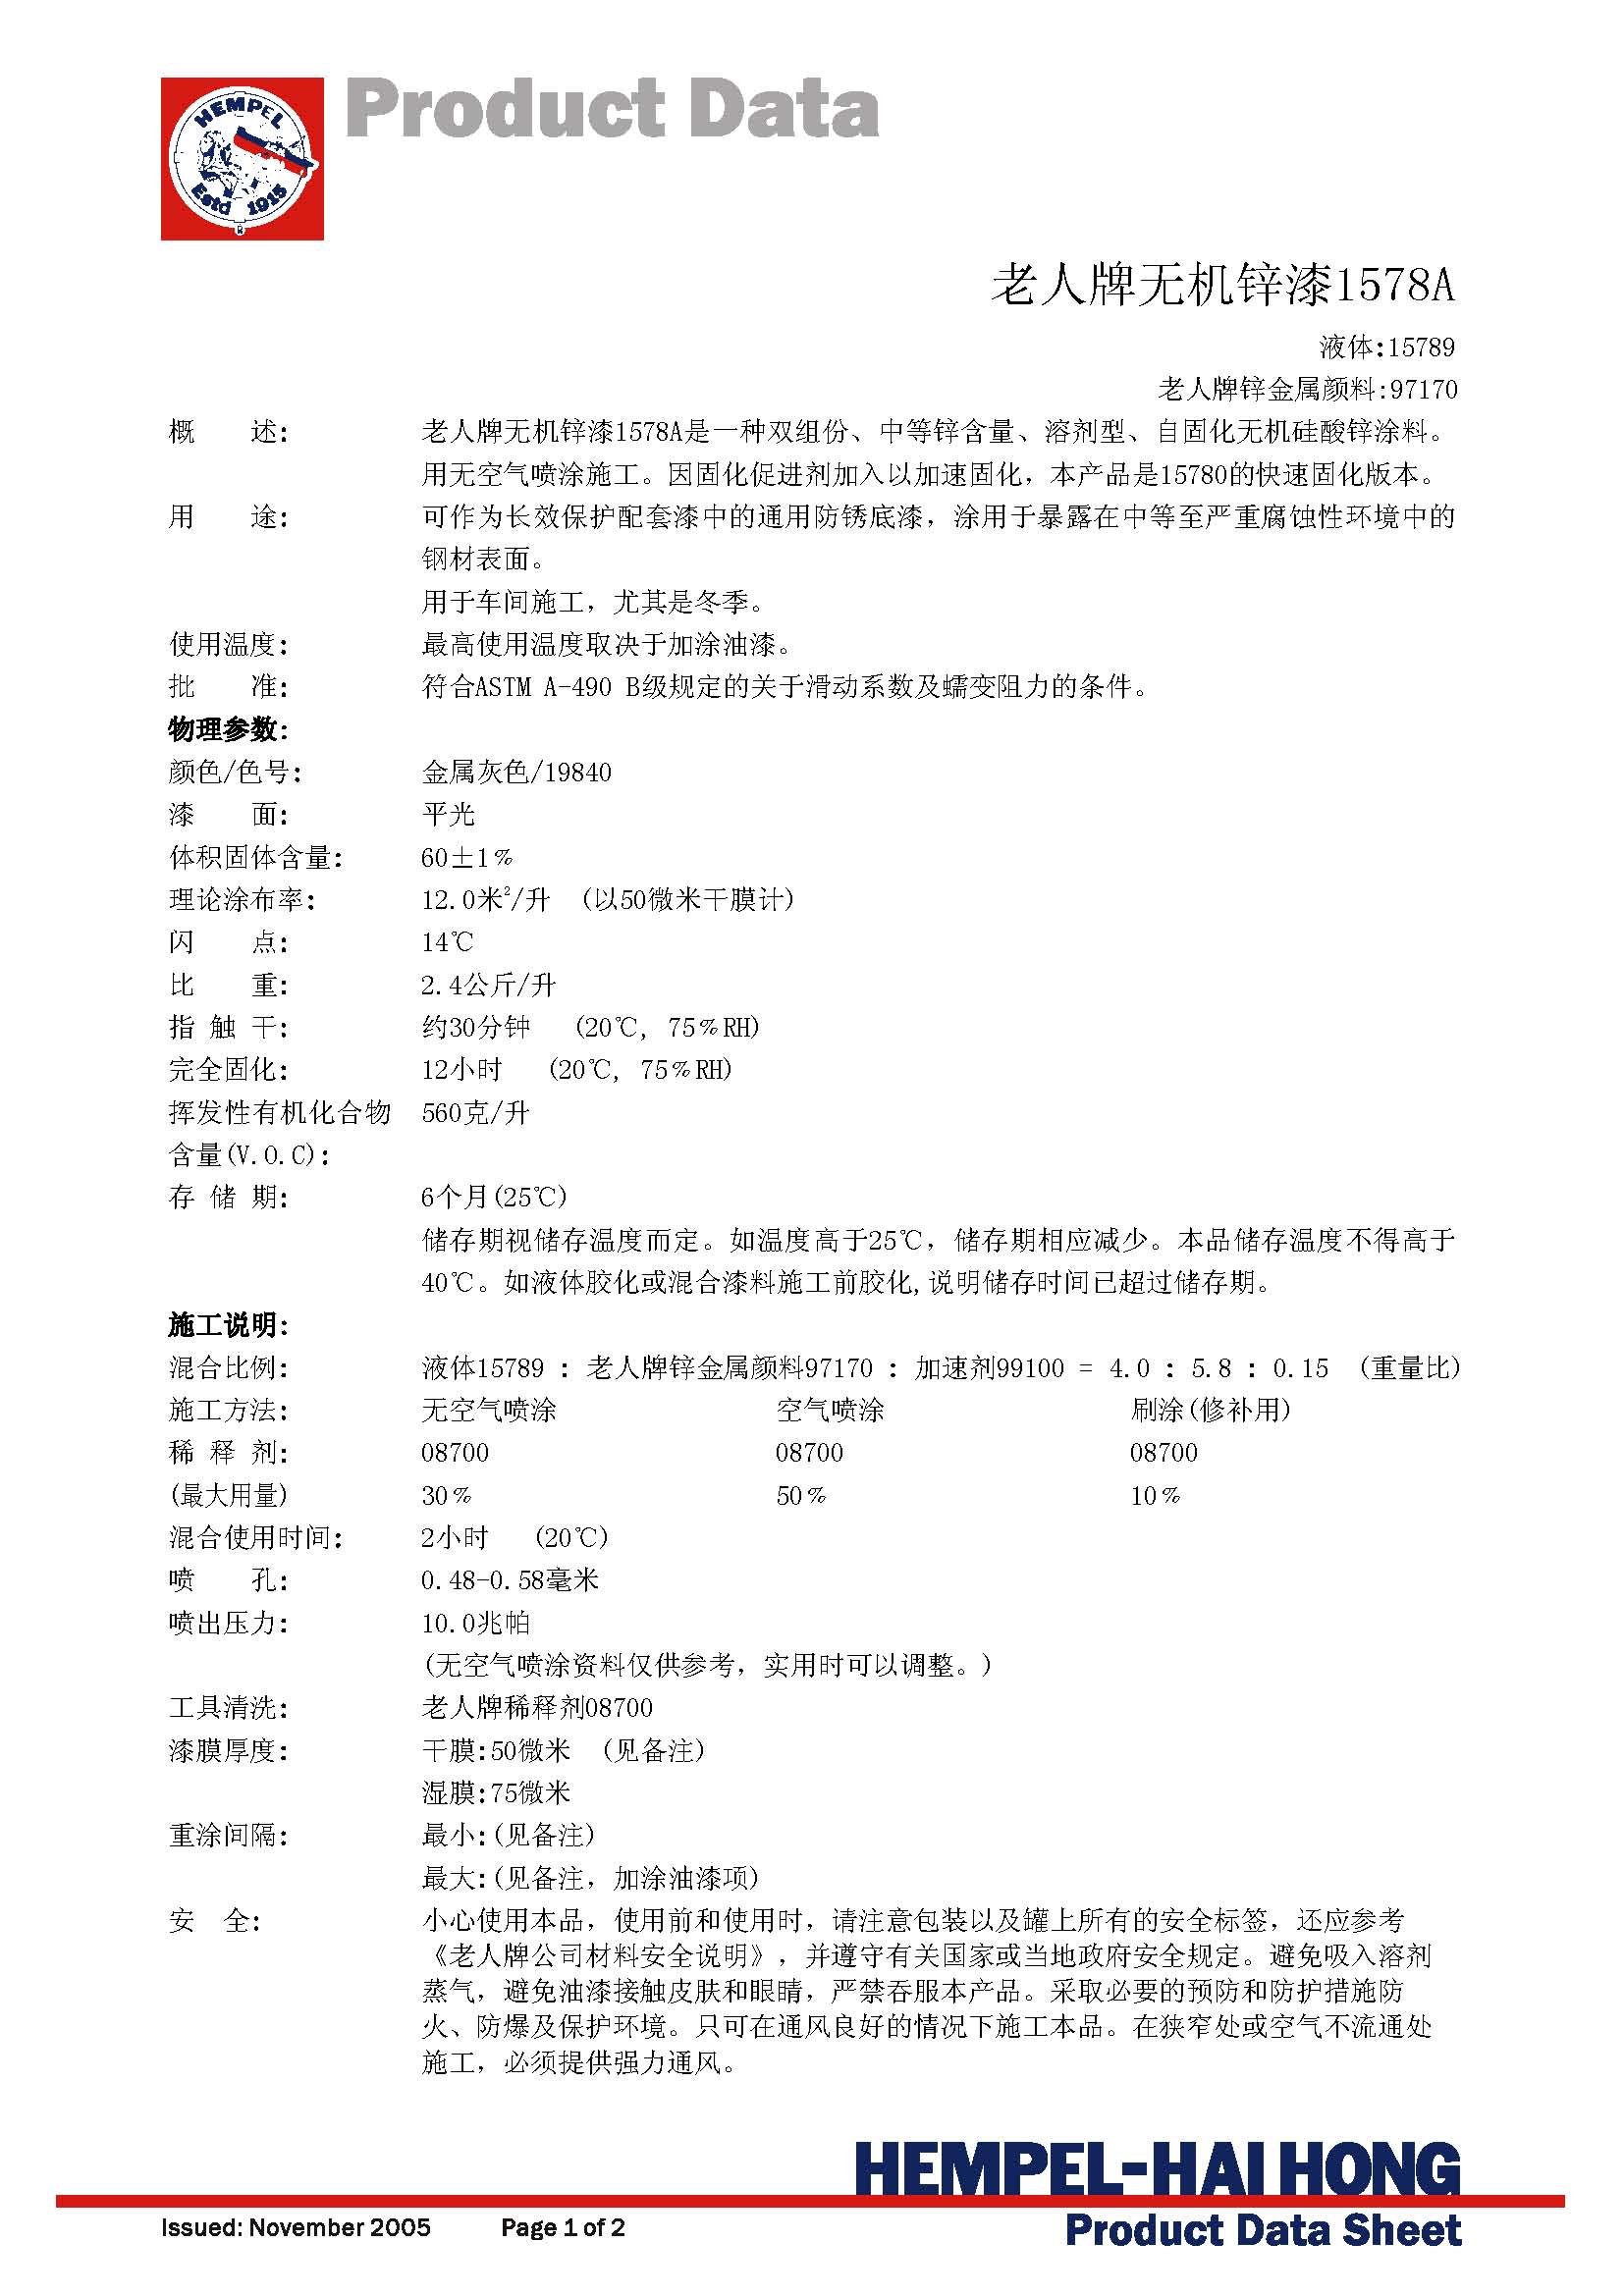 HEMPEL
Estd 1915
R
Product Data
老人牌无机锌漆1578A
液体:15789
老人牌锌金属颜料:97170
概 述: 老人牌无机锌漆1578A是一种双组份、中等锌含量、溶剂型、自固化无机硅酸锌涂料。
用无空气喷涂施工。因固化促进剂加入以加速固化，本产品是15780的快速固化版本。
用 途: 可作为长效保护配套漆中的通用防锈底漆，涂用于暴露在中等至严重腐蚀性环境中的
钢材表面。
用于车间施工，尤其是冬季。
使用温度: 最高使用温度取决于加涂油漆。
批 准: 符合ASTM A-490 B级规定的关于滑动系数及蠕变阻力的条件。
物理参数:
颜色/色号: 金属灰色/19840
漆 面: 平光
体积固体含量: 60±1%
理论涂布率: 12.0米²/升 (以50微米干膜计)
闪 点: 14℃
比 重: 2.4公斤/升
指 触 干: 约30分钟 (20℃, 75%RH)
完全固化: 12小时 (20℃, 75%RH)
挥发性有机化合物 560克/升
含量(V.O.C):
存 储 期: 6个月(25℃)
储存期视储存温度而定。如温度高于25℃，储存期相应减少。本品储存温度不得高于
40℃。如液体胶化或混合漆料施工前胶化,说明储存时间已超过储存期。
施工说明:
混合比例: 液体15789 : 老人牌锌金属颜料97170 : 加速剂99100 = 4.0 : 5.8 : 0.15 (重量比)
施工方法: 无空气喷涂 空气喷涂 刷涂(修补用)
稀 释 剂: 08700 08700 08700
(最大用量) 30% 50% 10%
混合使用时间: 2小时 (20℃)
喷 孔: 0.48-0.58毫米
喷出压力: 10.0兆帕
(无空气喷涂资料仅供参考，实用时可以调整。)
工具清洗: 老人牌稀释剂08700
漆膜厚度: 干膜:50微米 (见备注)
湿膜:75微米
重涂间隔: 最小:(见备注)
最大:(见备注，加涂油漆项)
安 全: 小心使用本品，使用前和使用时，请注意包装以及罐上所有的安全标签，还应参考
《老人牌公司材料安全说明》，并遵守有关国家或当地政府安全规定。避免吸入溶剂
蒸气，避免油漆接触皮肤和眼睛，严禁吞服本产品。采取必要的预防和防护措施防
火、防爆及保护环境。只可在通风良好的情况下施工本品。在狭窄处或空气不流通处
施工，必须提供强力通风。
HEMPEL-HAI HONG
Issued: November 2005 Page 1 of 2
Product Data Sheet